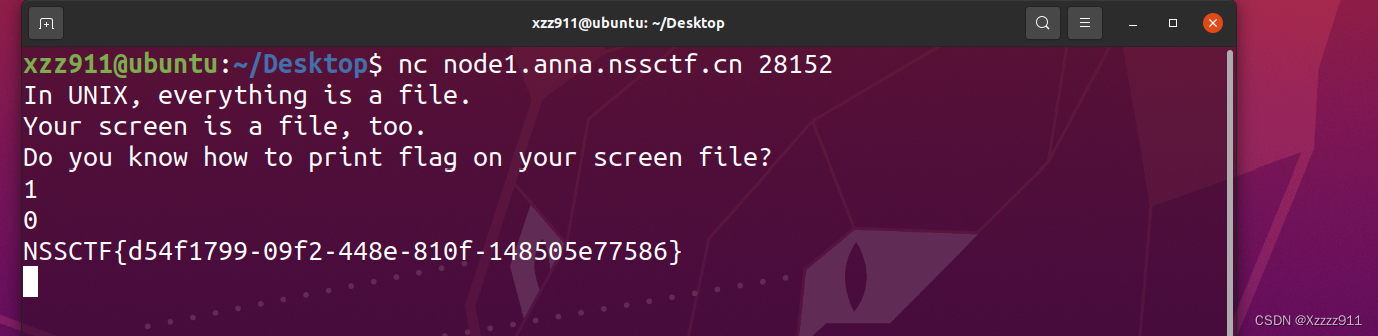 xzz911@ubuntu: ~/Desktop
xzz911@ubuntu:~/Desktop$ nc node1.anna.nssctf.cn 28152
In UNIX, everything is a file.
Your screen is a file, too.
Do you know how to print flag on your screen file?
1
0
NSSCTF{d54f1799-09f2-448e-810f-148505e77586}
CSDN @Xzzzz911